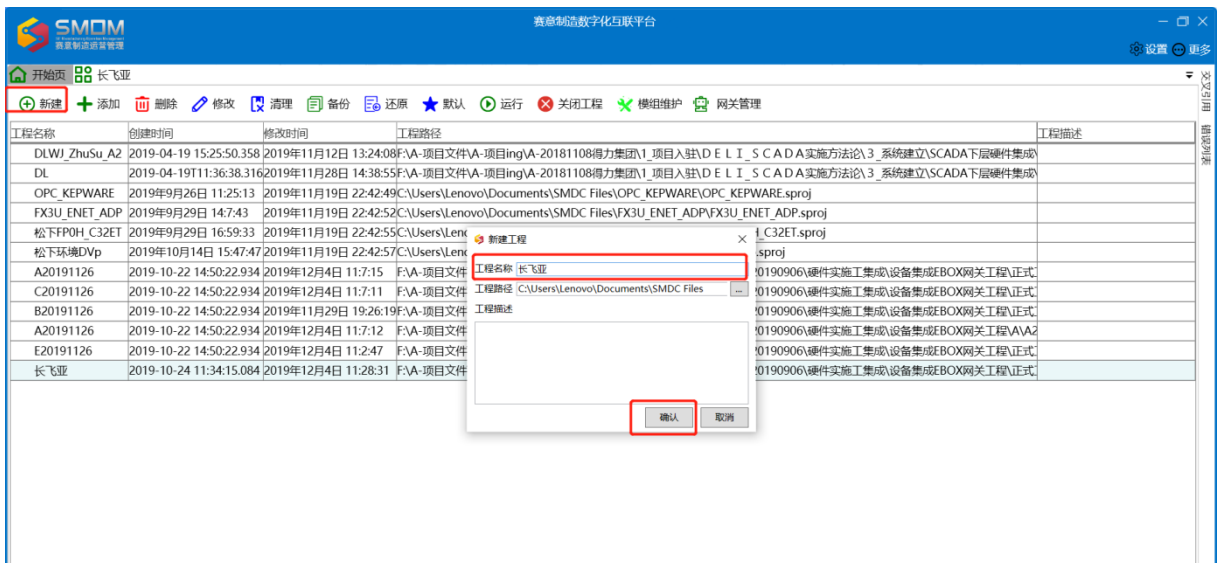 SMOM
赛意制造运营管理
赛意制造数字化互联平台
设置 更多
开始页 长飞亚
新建 添加 删除 修改 清理 备份 还原 默认 运行 关闭工程 模组维护 网关管理
交叉引用
错误列表
工程名称 创建时间 修改时间 工程路径 工程描述
DLWJ_ZhuSu_A2 2019-04-19 15:25:50.358 2019年11月12日 13:24:08 F:\A-项目文件\A-项目ing\A-20181108得力集团\1_项目入驻\ＤＥＬＩ_ＳＣＡＤＡ实施方法论\３_系统建立\SCADA下层硬件集成\
DL 2019-04-19T11:36:38.316 2019年11月28日 14:38:55 F:\A-项目文件\A-项目ing\A-20181108得力集团\1_项目入驻\ＤＥＬＩ_ＳＣＡＤＡ实施方法论\３_系统建立\SCADA下层硬件集成\
OPC_KEPWARE 2019年9月26日 11:25:13 2019年11月19日 22:42:49 C:\Users\Lenovo\Documents\SMDC Files\OPC_KEPWARE\OPC_KEPWARE.sproj
FX3U_ENET_ADP 2019年9月29日 14:7:43 2019年11月19日 22:42:52 C:\Users\Lenovo\Documents\SMDC Files\FX3U_ENET_ADP\FX3U_ENET_ADP.sproj
松下FP0H_C32ET 2019年9月29日 16:59:33 2019年11月19日 22:42:55 C:\Users\Leno _C32ET.sproj
松下环境DVp 2019年10月14日 15:47:47 2019年11月19日 22:42:57 C:\Users\Leno .sproj
A20191126 2019-10-22 14:50:22.934 2019年12月4日 11:7:15 F:\A-项目文件 20190906\硬件实施工集成\设备集成EBOX网关工程\正式
C20191126 2019-10-22 14:50:22.934 2019年12月4日 11:7:11 F:\A-项目文件 20190906\硬件实施工集成\设备集成EBOX网关工程\正式
B20191126 2019-10-22 14:50:22.934 2019年11月29日 19:26:19 F:\A-项目文件 20190906\硬件实施工集成\设备集成EBOX网关工程\正式
A20191126 2019-10-22 14:50:22.934 2019年12月4日 11:7:12 F:\A-项目文件 20190906\硬件实施工集成\设备集成EBOX网关工程\A\A2
E20191126 2019-10-22 14:50:22.934 2019年12月4日 11:2:47 F:\A-项目文件 20190906\硬件实施工集成\设备集成EBOX网关工程\正式
长飞亚 2019-10-24 11:34:15.084 2019年12月4日 11:28:31 F:\A-项目文件 20190906\硬件实施工集成\设备集成EBOX网关工程\正式
新建工程
工程名称 长飞亚
工程路径 C:\Users\Lenovo\Documents\SMDC Files ...
工程描述
确认 取消